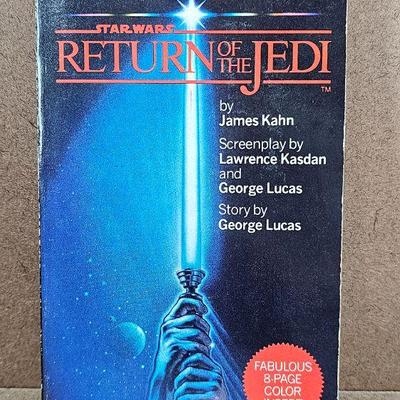 STAR WARS
RETURN OF THE JEDI
TM
by
James Kahn
Screenplay by
Lawrence Kasdan
and
George Lucas
Story by
George Lucas
FABULOUS
8-PAGE
COLOR